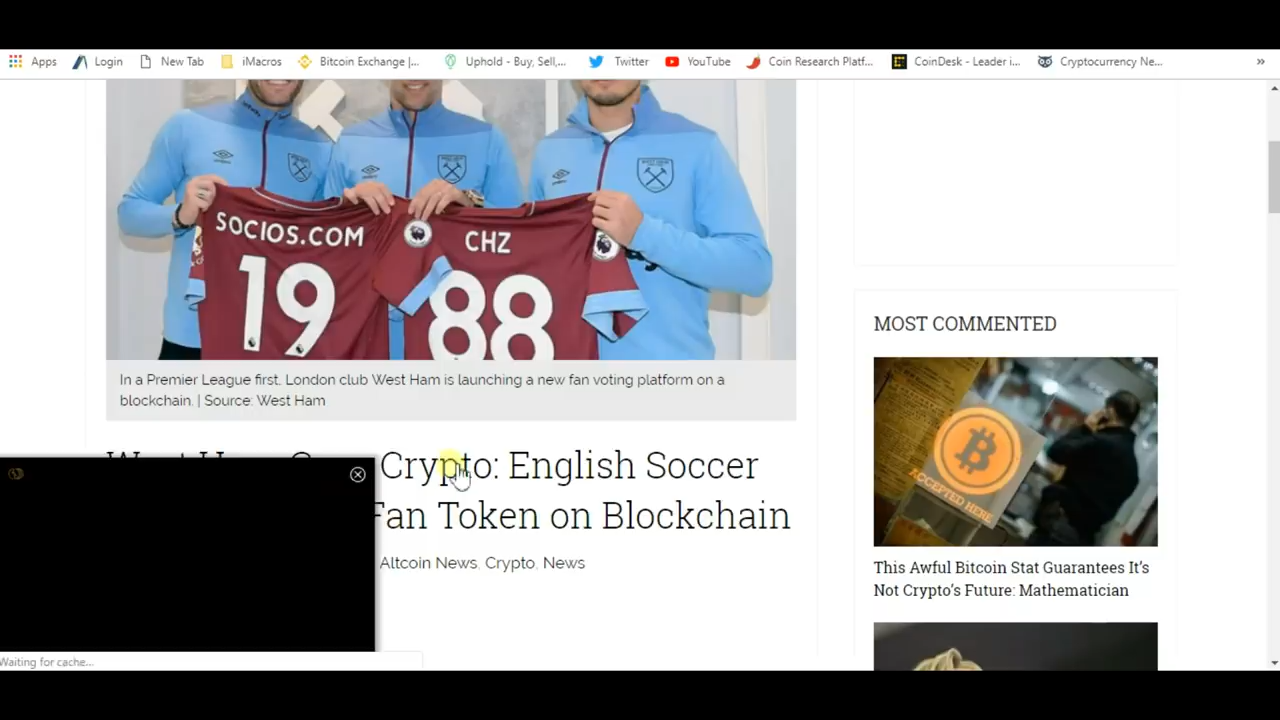 Apps
Login
New Tab
iMacros
Bitcoin Exchange |...
Uphold - Buy, Sell,...
Twitter
YouTube
Coin Research Platf...
CoinDesk - Leader i...
Cryptocurrency Ne...
»
SOCIOS.COM
19
CHZ
88
In a Premier League first, London club West Ham is launching a new fan voting platform on a
blockchain. | Source: West Ham
Crypto: English Soccer
Fan Token on Blockchain
Altcoin News, Crypto, News
MOST COMMENTED
ACCEPTED HERE
This Awful Bitcoin Stat Guarantees It's
Not Crypto's Future: Mathematician
Waiting for cache...